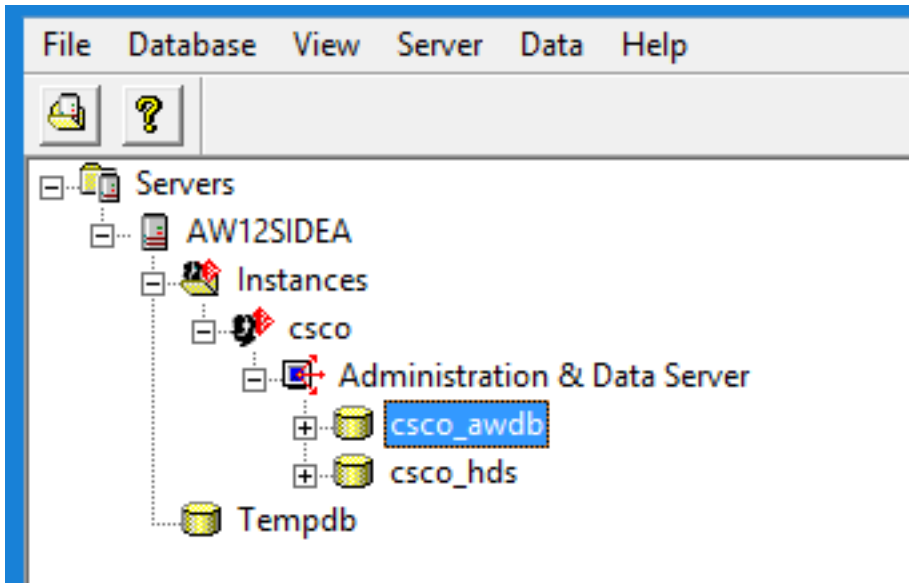 File Database View Server Data Help
Servers
AW12SIDEA
Instances
csco
Administration & Data Server
csco_awdb
csco_hds
Tempdb